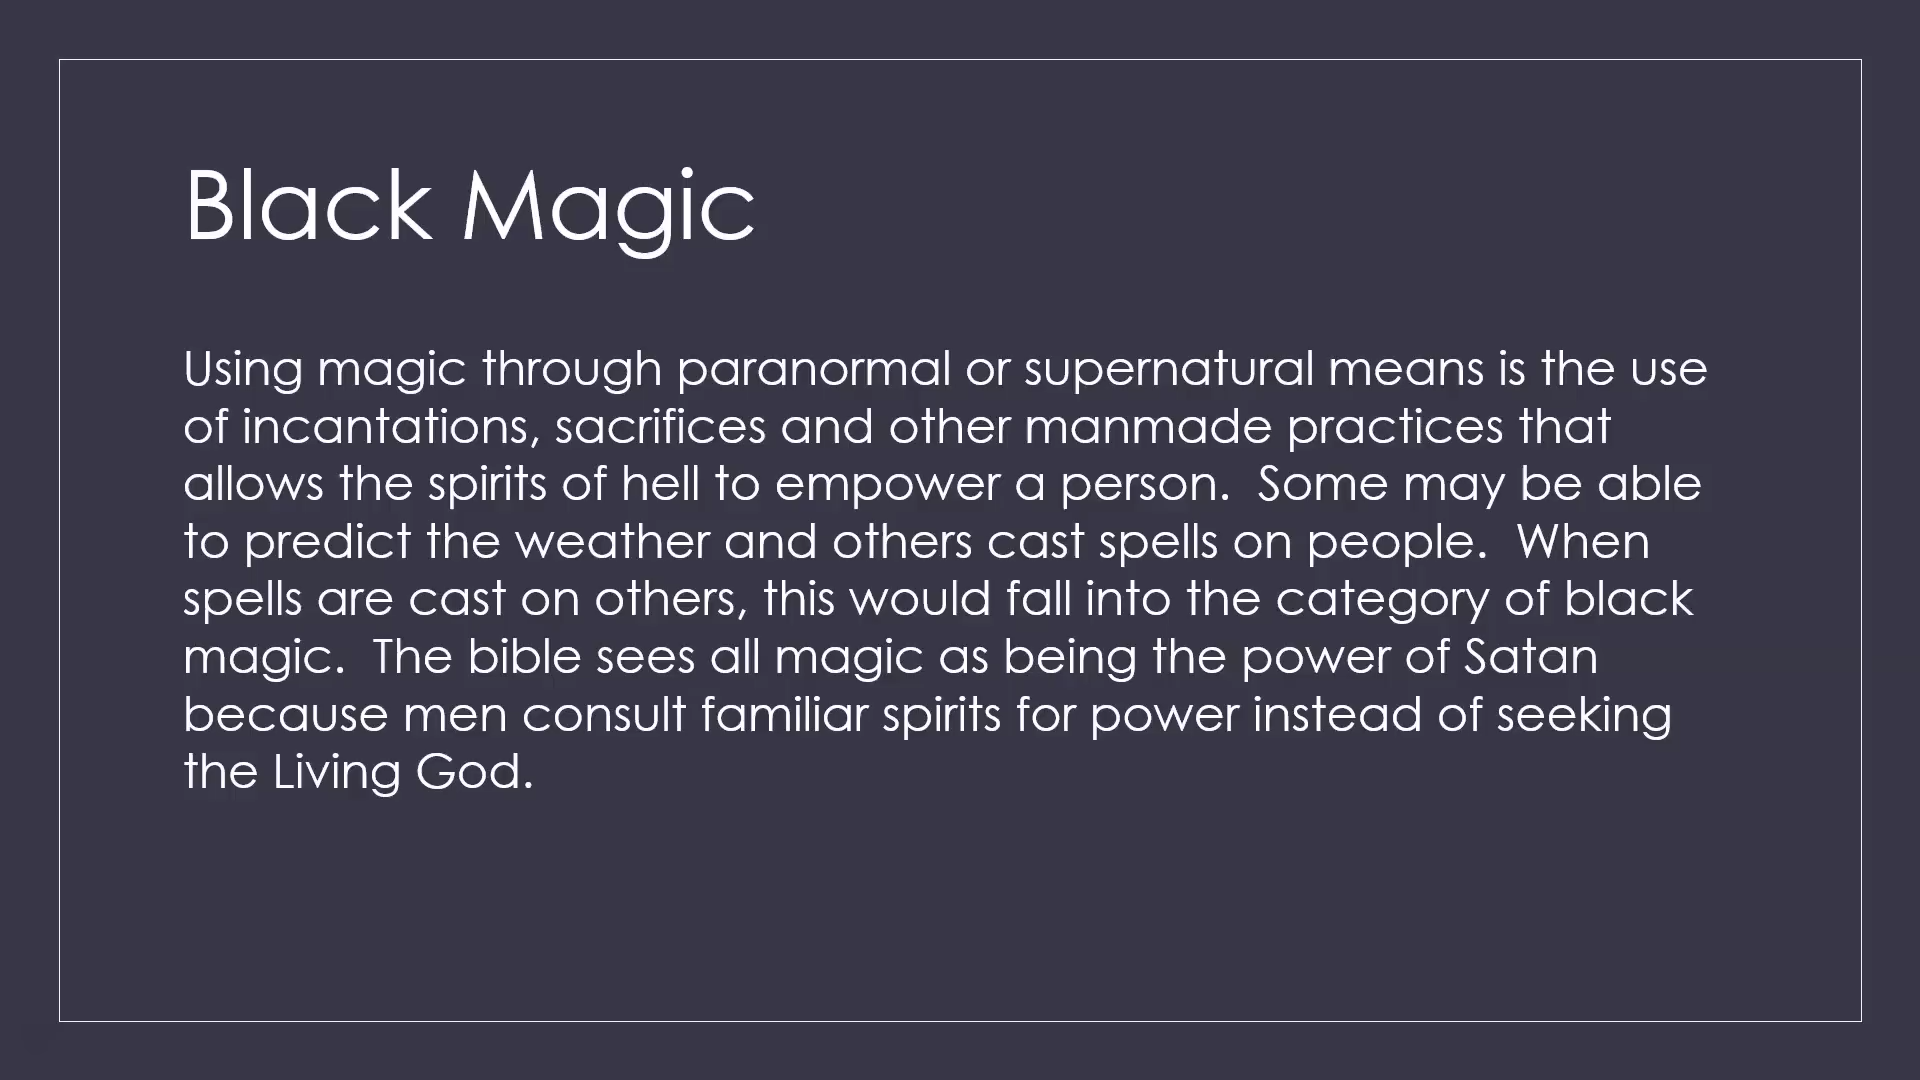 Black Magic
Using magic through paranormal or supernatural means is the use
of incantations, sacrifices and other manmade practices that
allows the spirits of hell to empower a person.  Some may be able
to predict the weather and others cast spells on people.  When
spells are cast on others, this would fall into the category of black
magic.  The bible sees all magic as being the power of Satan
because men consult familiar spirits for power instead of seeking
the Living God.